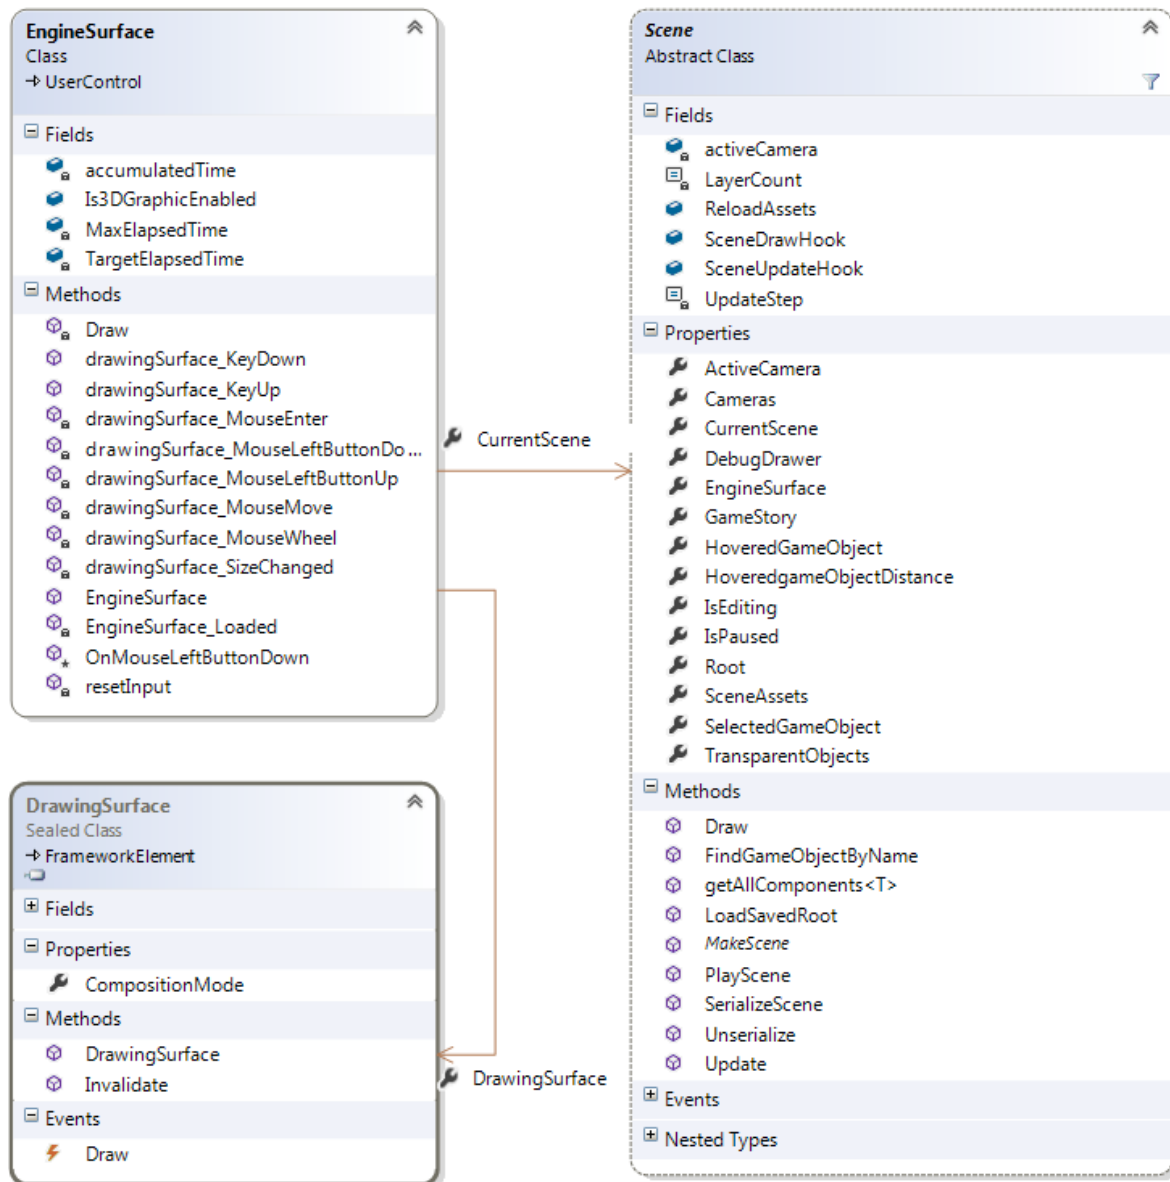 EngineSurface
Class
UserControl
Fields
accumulatedTime
Is3DGraphicEnabled
MaxElapsedTime
TargetElapsedTime
Methods
Draw
drawingSurface_KeyDown
drawingSurface_KeyUp
drawingSurface_MouseEnter
drawingSurface_MouseLeftButtonDo...
drawingSurface_MouseLeftButtonUp
drawingSurface_MouseMove
drawingSurface_MouseWheel
drawingSurface_SizeChanged
EngineSurface
EngineSurface_Loaded
OnMouseLeftButtonDown
resetInput
CurrentScene
DrawingSurface
Sealed Class
FrameworkElement
Fields
Properties
CompositionMode
Methods
DrawingSurface
Invalidate
Events
Draw
DrawingSurface
Scene
Abstract Class
Fields
activeCamera
LayerCount
ReloadAssets
SceneDrawHook
SceneUpdateHook
UpdateStep
Properties
ActiveCamera
Cameras
CurrentScene
DebugDrawer
EngineSurface
GameStory
HoveredGameObject
HoveredgameObjectDistance
IsEditing
IsPaused
Root
SceneAssets
SelectedGameObject
TransparentObjects
Methods
Draw
FindGameObjectByName
getAllComponents<T>
LoadSavedRoot
MakeScene
PlayScene
SerializeScene
Unserialize
Update
Events
Nested Types